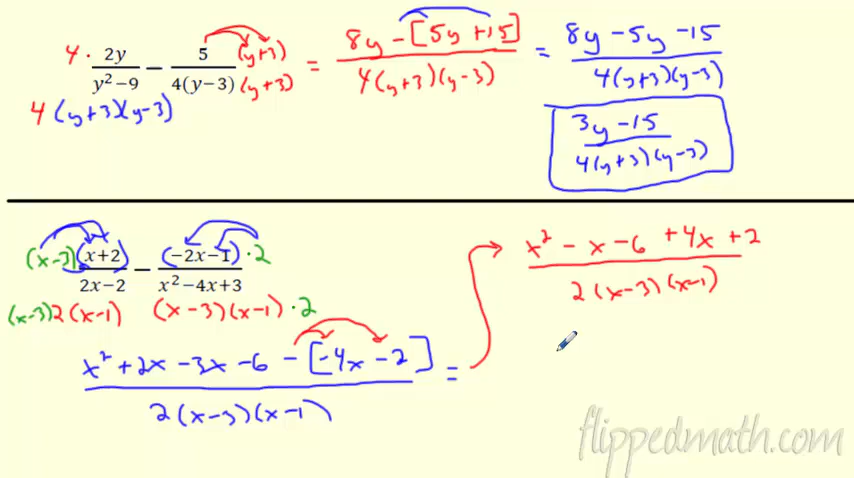 4 · 2y/(y² − 9) − 5(y+3)/(4(y − 3)(y+3)) = (8y − [5y + 15])/(4(y+3)(y−3)) = (8y − 5y − 15)/(4(y+3)(y−3))
4(y+3)(y−3)
(3y − 15)/(4(y+3)(y−3))
(x−3)(x + 2)/(2x − 2) − (−2x − 1) · 2/(x² − 4x + 3)
(x−3)2(x−1) (x−3)(x−1) · 2
(x² + 2x − 3x − 6 − [−4x − 2])/(2(x−3)(x−1)) =
(x² − x − 6 + 4x + 2)/(2(x−3)(x−1))
flippedmath.com